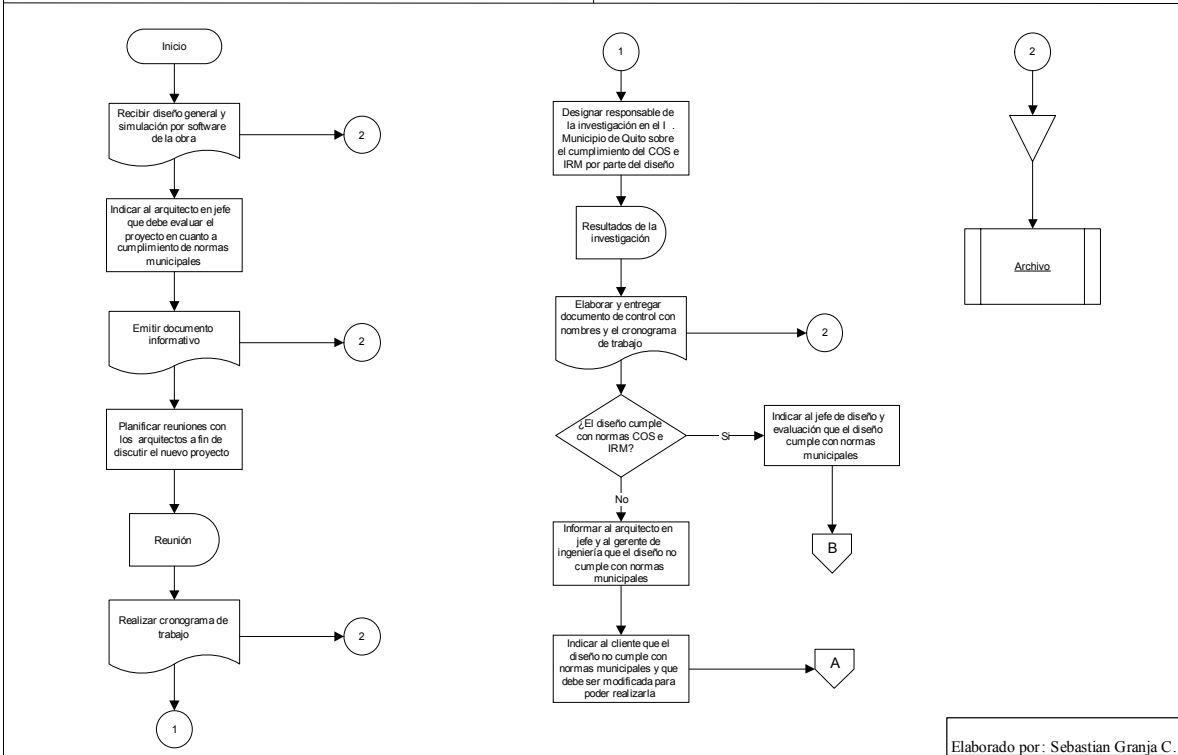 Inicio
Recibir diseño general y
simulación por software
de la obra
2
Indicar al arquitecto en jefe
que debe evaluar el
proyecto en cuanto a
cumplimiento de normas
municipales
Emitir documento
informativo
2
Planificar reuniones con
los arquitectos a fin de
discutir el nuevo proyecto
Reunión
Realizar cronograma de
trabajo
2
1
1
Designar responsable de
la investigación en el I .
Municipio de Quito sobre
el cumplimiento del COS e
IRM por parte del diseño
Resultados de la
investigación
Elaborar y entregar
documento de control con
nombres y el cronograma
de trabajo
2
¿El diseño cumple
con normas COS e
IRM?
Si
Indicar al jefe de diseño y
evaluación que el diseño
cumple con normas
municipales
B
No
Informar al arquitecto en
jefe y al gerente de
ingeniería que el diseño no
cumple con normas
municipales
Indicar al cliente que el
diseño no cumple con
normas municipales y que
debe ser modificada para
poder realizarla
A
2
Archivo
Elaborado por: Sebastian Granja C.